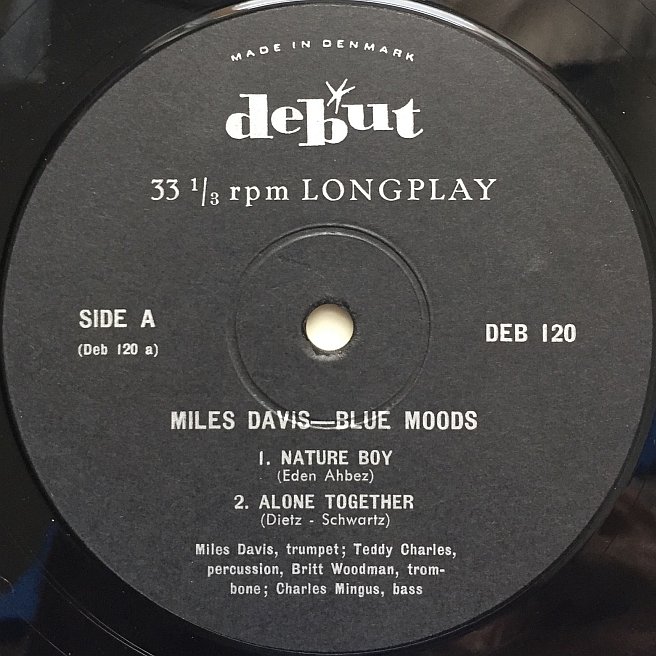 MADE IN DENMARK
debut
33 1/3 rpm LONGPLAY
SIDE A
(Deb 120 a)
DEB 120
MILES DAViS—BLUE MOODS
1. NATURE BOY
(Eden Ahbez)
2. ALONE TOGETHER
(Dietz - Schwartz)
Miles Davis, trumpet; Teddy Charles,
percussion, Britt Woodman, trom-
bone; Charles Mingus, bass